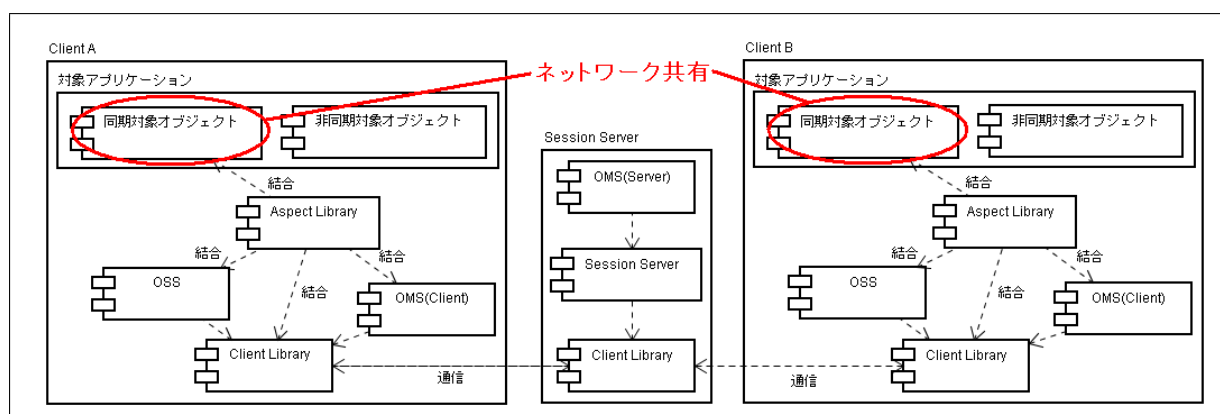 Client A
対象アプリケーション
同期対象オブジェクト
非同期対象オブジェクト
結合
Aspect Library
結合
結合
結合
OSS
OMS(Client)
Client Library
ネットワーク共有
Session Server
OMS(Server)
Session Server
Client Library
通信
通信
Client B
対象アプリケーション
同期対象オブジェクト
非同期対象オブジェクト
結合
Aspect Library
結合
結合
結合
OSS
OMS(Client)
Client Library